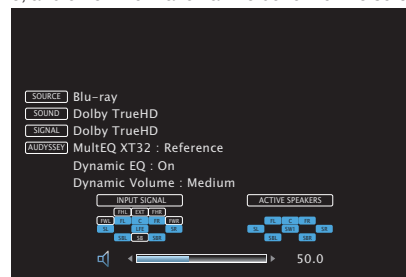 SOURCE Blu-ray
SOUND Dolby TrueHD
SIGNAL Dolby TrueHD
AUDYSSEY MultEQ XT32 : Reference
Dynamic EQ : On
Dynamic Volume : Medium
INPUT SIGNAL ACTIVE SPEAKERS
FHL EXT FHR
FWL FL C FR FWR FL C FR
SL LFE SR SL SW1 SR
SBL SB SBR SBL SBR
50.0